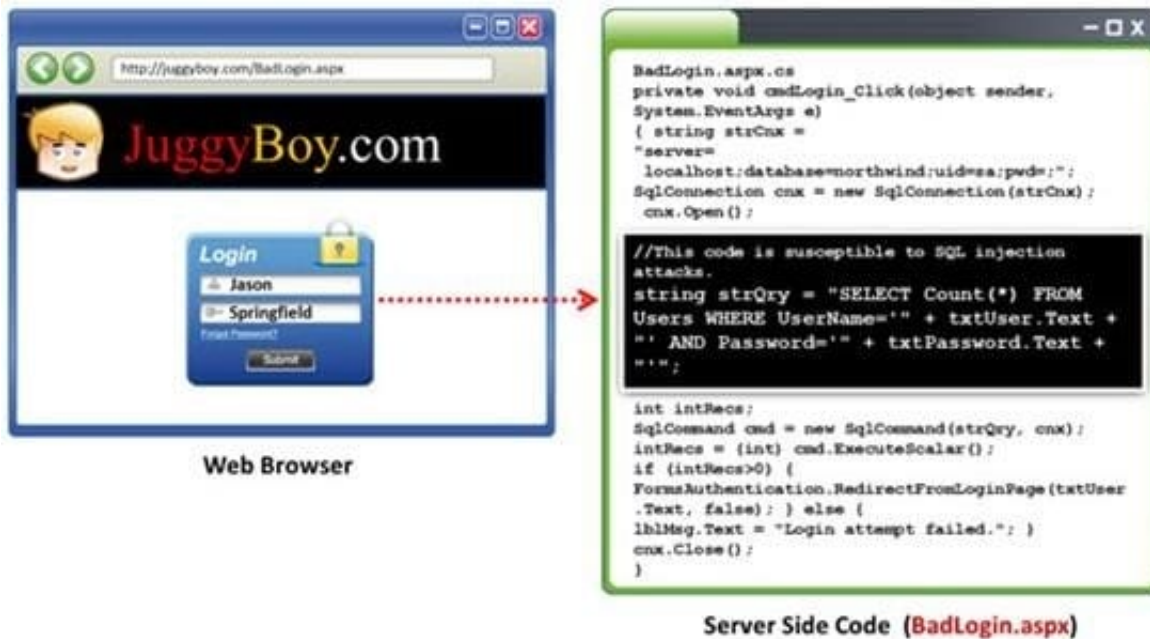 http://juggyboy.com/BadLogin.aspx
JuggyBoy.com
Login
Jason
Springfield
Forgot Password?
Submit
Web Browser
BadLogin.aspx.cs
private void cmdLogin_Click(object sender,
System.EventArgs e)
{ string strCnx =
"server=
localhost;database=northwind;uid=sa;pwd=;";
SqlConnection cnx = new SqlConnection(strCnx);
cnx.Open();
//This code is susceptible to SQL injection
attacks.
string strQry = "SELECT Count(*) FROM
Users WHERE UserName='" + txtUser.Text +
"' AND Password='" + txtPassword.Text +
"'";
int intRecs;
SqlCommand cmd = new SqlCommand(strQry, cnx);
intRecs = (int) cmd.ExecuteScalar();
if (intRecs>0) {
FormsAuthentication.RedirectFromLoginPage(txtUser
.Text, false); } else {
lblMsg.Text = "Login attempt failed."; }
cnx.Close();
}
Server Side Code (BadLogin.aspx)